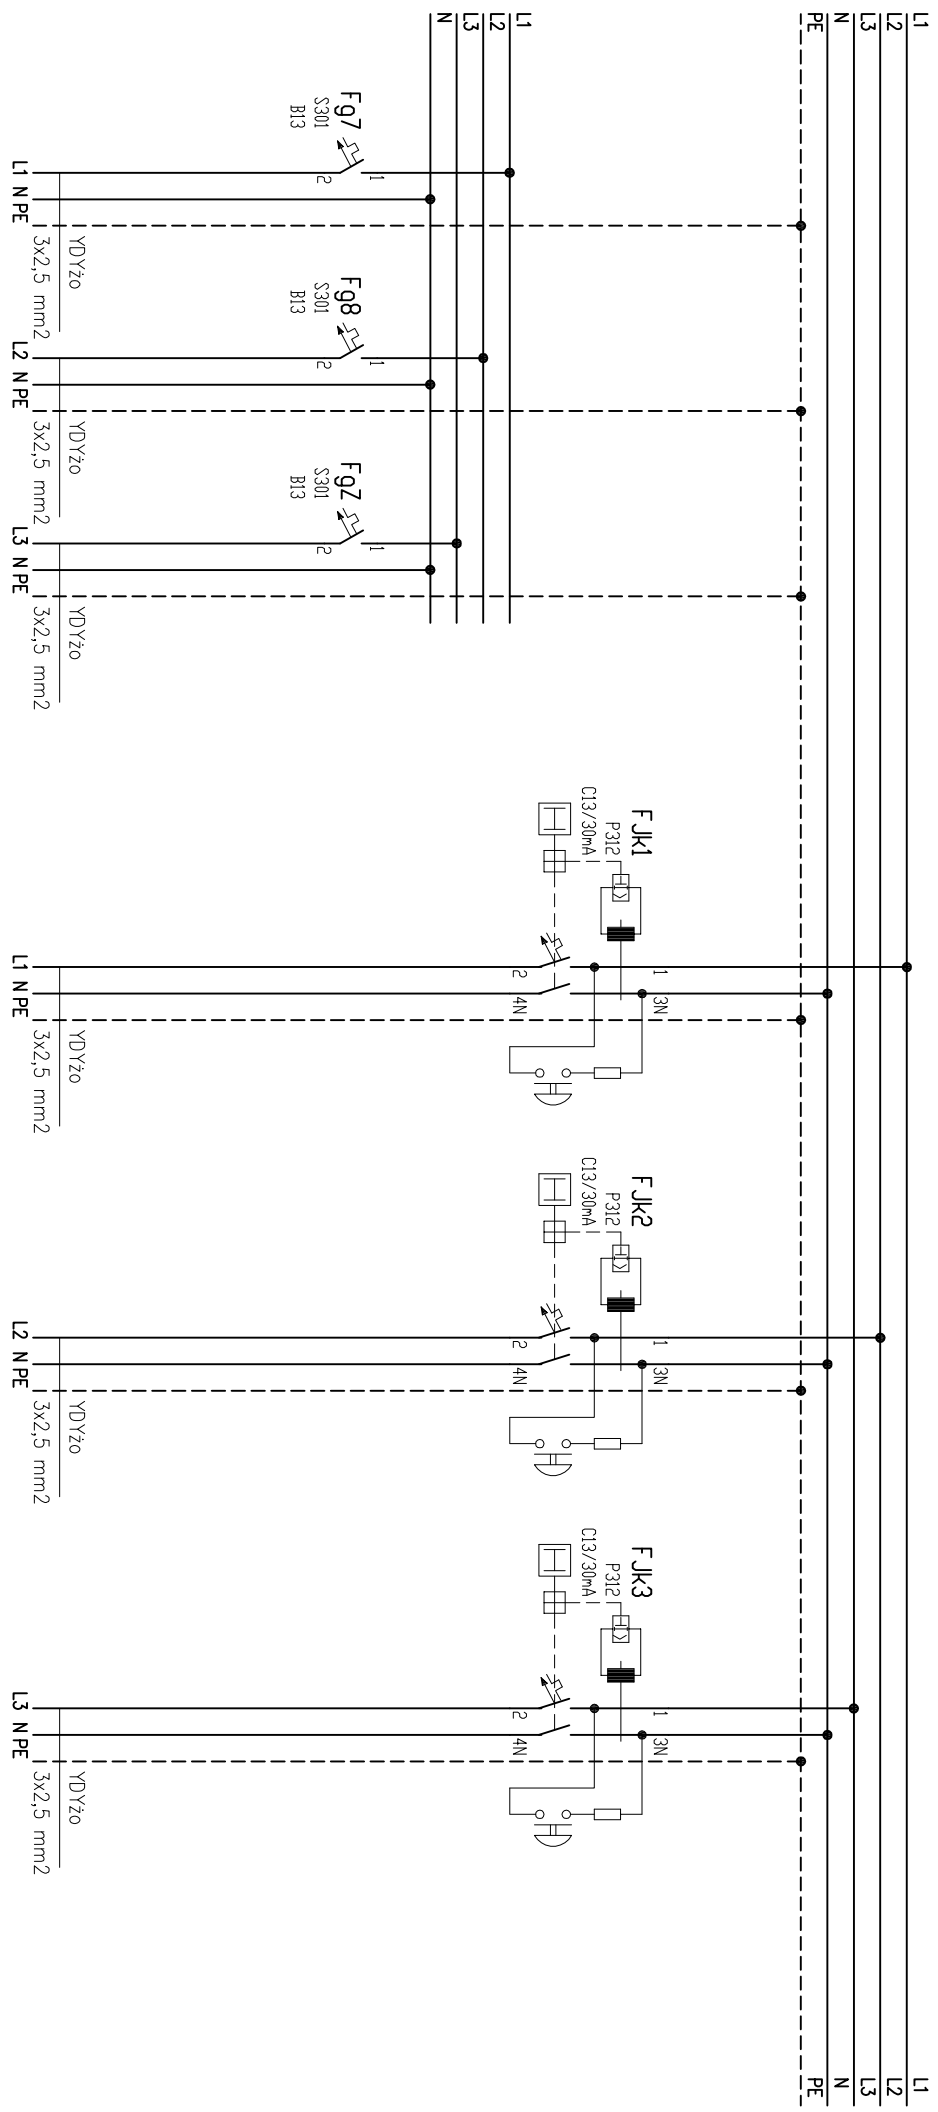 L1
L2
L3
N
PE
L1
L2
L3
N
PE
L1
L2
L3
N
Fg7
S301
B13
1
2
L1 N PE
YDYżo
3x2,5 mm2
Fg8
S301
B13
1
2
L2 N PE
YDYżo
3x2,5 mm2
FgZ
S301
B13
1
2
L3 N PE
YDYżo
3x2,5 mm2
FJk1
P312
C13/30mA
1
3N
2
4N
L1 N PE
YDYżo
3x2,5 mm2
FJk2
P312
C13/30mA
1
3N
2
4N
L2 N PE
YDYżo
3x2,5 mm2
FJk3
P312
C13/30mA
1
3N
2
4N
L3 N PE
YDYżo
3x2,5 mm2